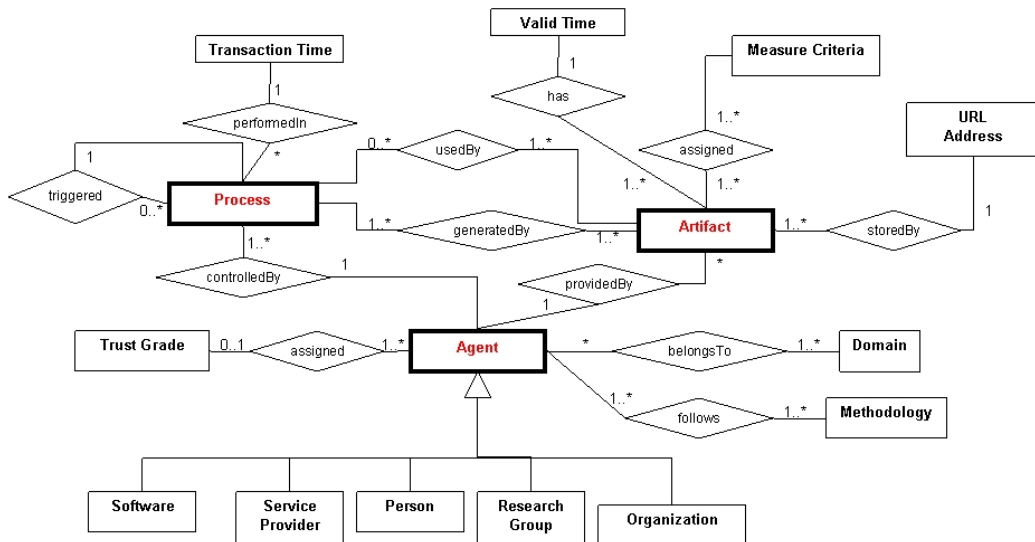 Valid Time
Transaction Time
Measure Criteria
1
1
has
1..*
URL
Address
performedIn
*
0..*
usedBy
1..*
assigned
1..*
1
triggered
0..*
Process
1..*
1..*
generatedBy
1..*
Artifact
1..*
storedBy
1
1..*
controlledBy
1
providedBy
*
1
Trust Grade
0..1
assigned
1..*
Agent
*
belongsTo
1..*
Domain
1..*
follows
1..*
Methodology
Software
Service
Provider
Person
Research
Group
Organization